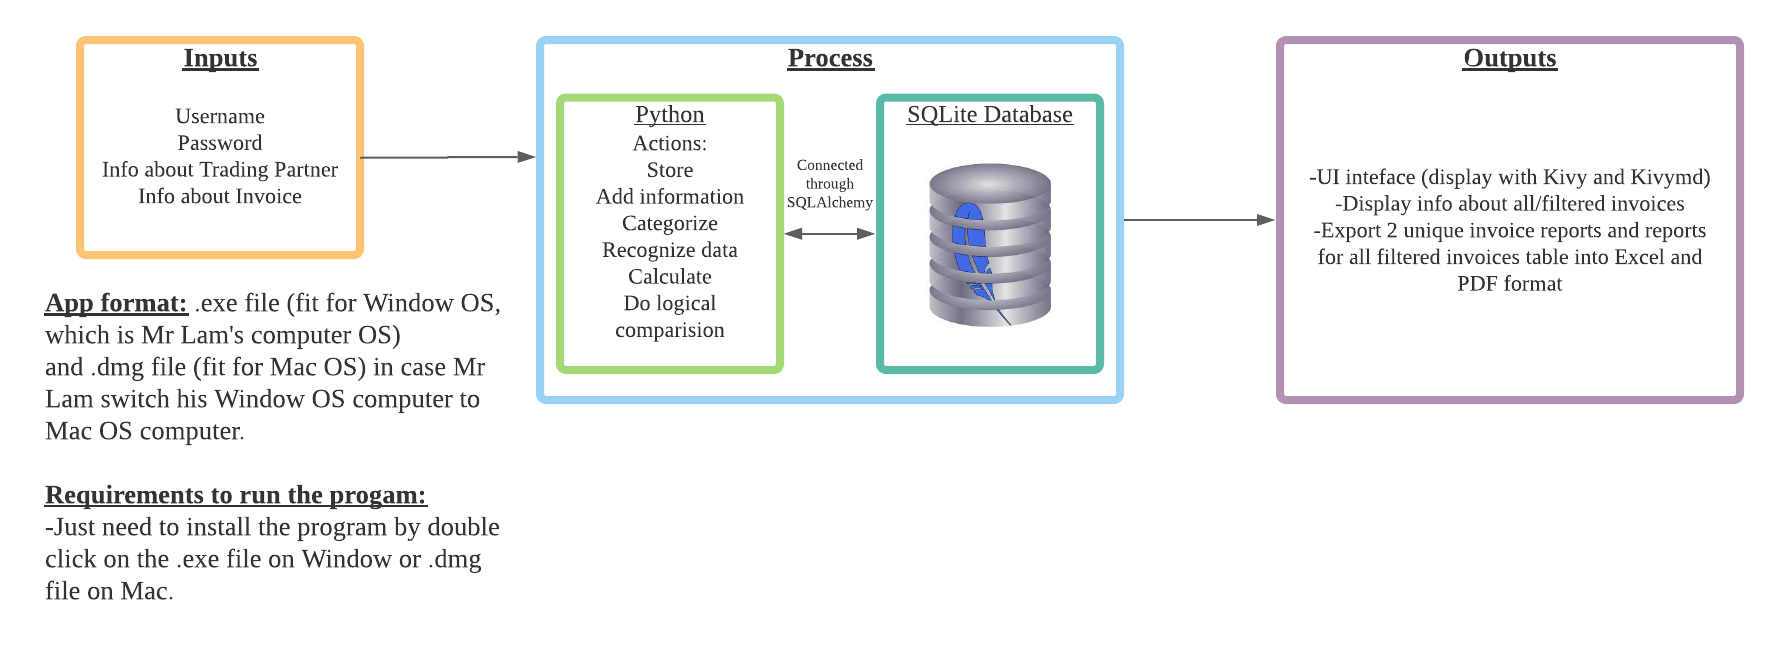 Inputs
Username
Password
Info about Trading Partner
Info about Invoice
Process
Python
Actions:
Store
Add information
Categorize
Recognize data
Calculate
Do logical
comparision
Connected
through
SQLAlchemy
SQLite Database
Outputs
-UI inteface (display with Kivy and Kivymd)
-Display info about all/filtered invoices
-Export 2 unique invoice reports and reports
for all filtered invoices table into Excel and
PDF format
App format: .exe file (fit for Window OS,
which is Mr Lam's computer OS)
and .dmg file (fit for Mac OS) in case Mr
Lam switch his Window OS computer to
Mac OS computer.
Requirements to run the progam:
-Just need to install the program by double
click on the .exe file on Window or .dmg
file on Mac.